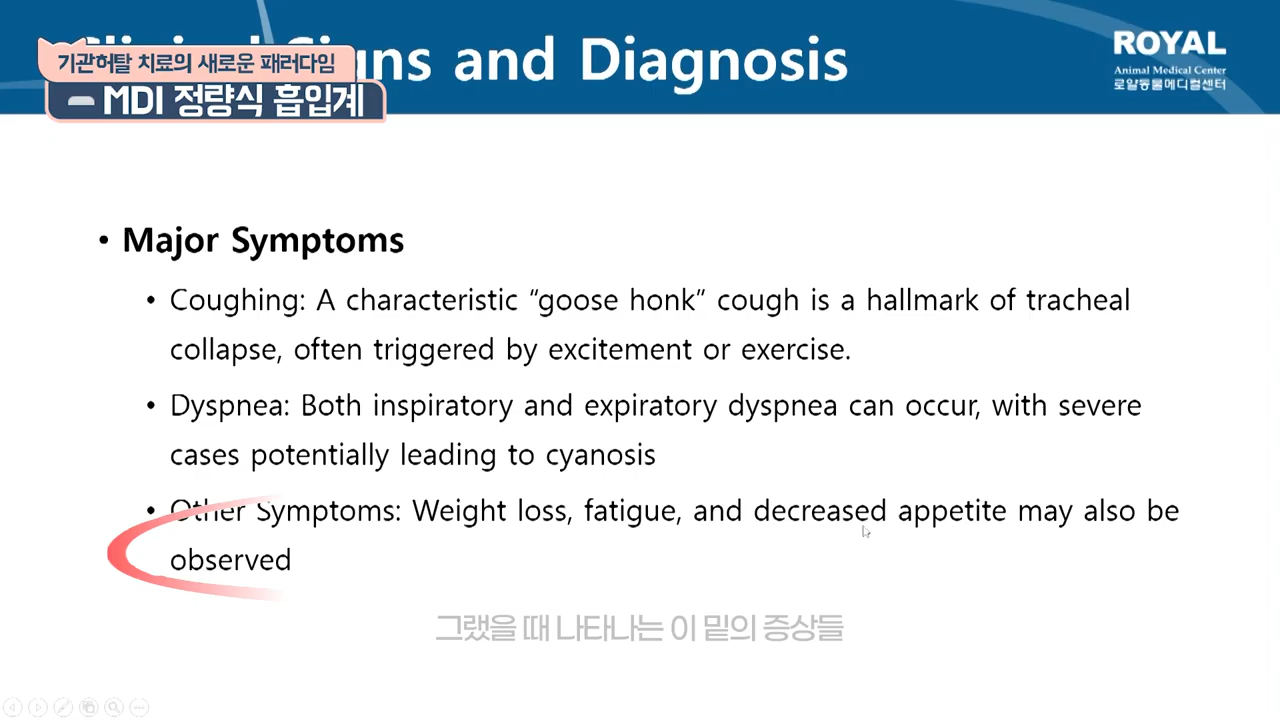 Signs and Diagnosis
기관허탈 치료의 새로운 패러다임
MDI 정량식 흡입계
ROYAL
Animal Medical Center
로얄동물메디컬센터
• Major Symptoms
• Coughing: A characteristic “goose honk” cough is a hallmark of tracheal
collapse, often triggered by excitement or exercise.
• Dyspnea: Both inspiratory and expiratory dyspnea can occur, with severe
cases potentially leading to cyanosis
• Other Symptoms: Weight loss, fatigue, and decreased appetite may also be
observed
그랬을 때 나타나는 이 밑의 증상들